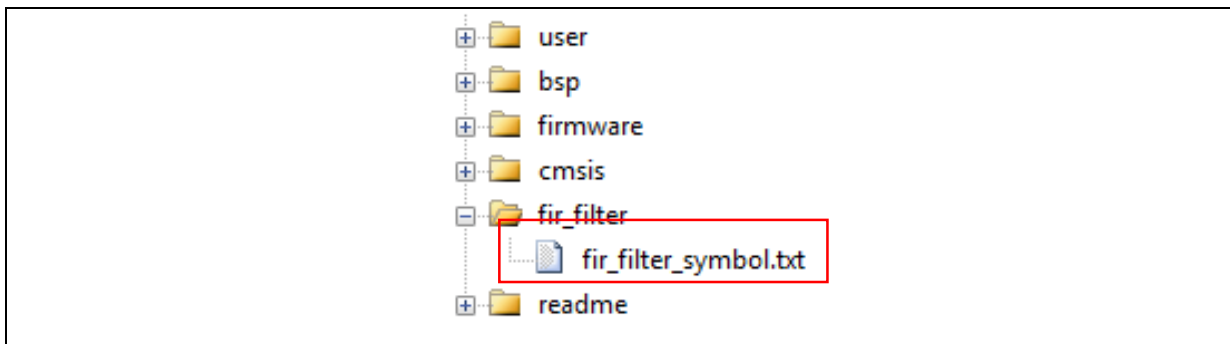 user
bsp
firmware
cmsis
fir_filter
fir_filter_symbol.txt
readme